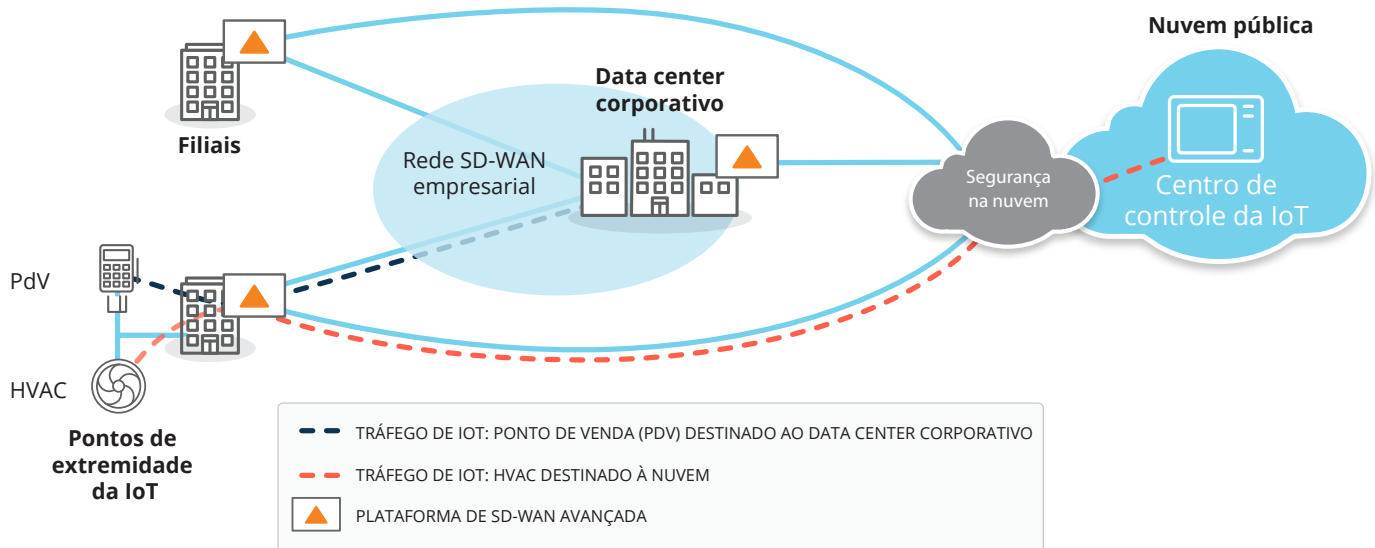 Nuvem pública
Data center
corporativo
Filiais
Rede SD-WAN
empresarial
Segurança
na nuvem
Centro de
controle da IoT
PdV
HVAC
Pontos de
extremidade
da IoT
TRÁFEGO DE IOT: PONTO DE VENDA (PDV) DESTINADO AO DATA CENTER CORPORATIVO
TRÁFEGO DE IOT: HVAC DESTINADO À NUVEM
PLATAFORMA DE SD-WAN AVANÇADA